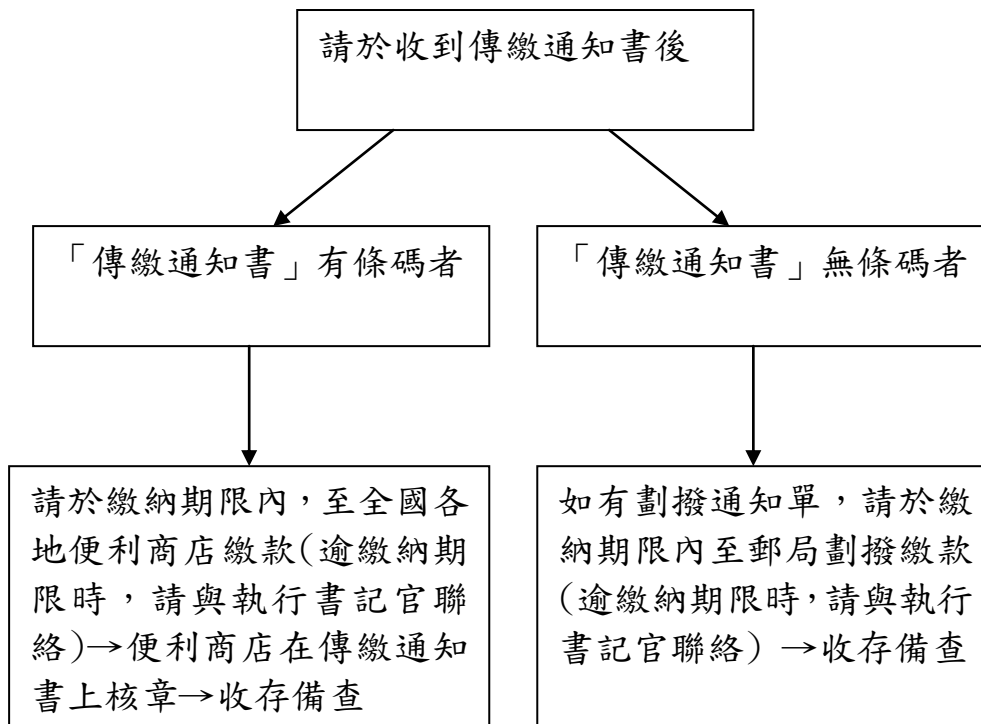 請於收到傳繳通知書後
「傳繳通知書」有條碼者
「傳繳通知書」無條碼者
請於繳納期限內，至全國各
地便利商店繳款(逾繳納期
限時，請與執行書記官聯
絡)→便利商店在傳繳通知
書上核章→收存備查
如有劃撥通知單，請於繳
納期限內至郵局劃撥繳款
(逾繳納期限時，請與執行
書記官聯絡) →收存備查